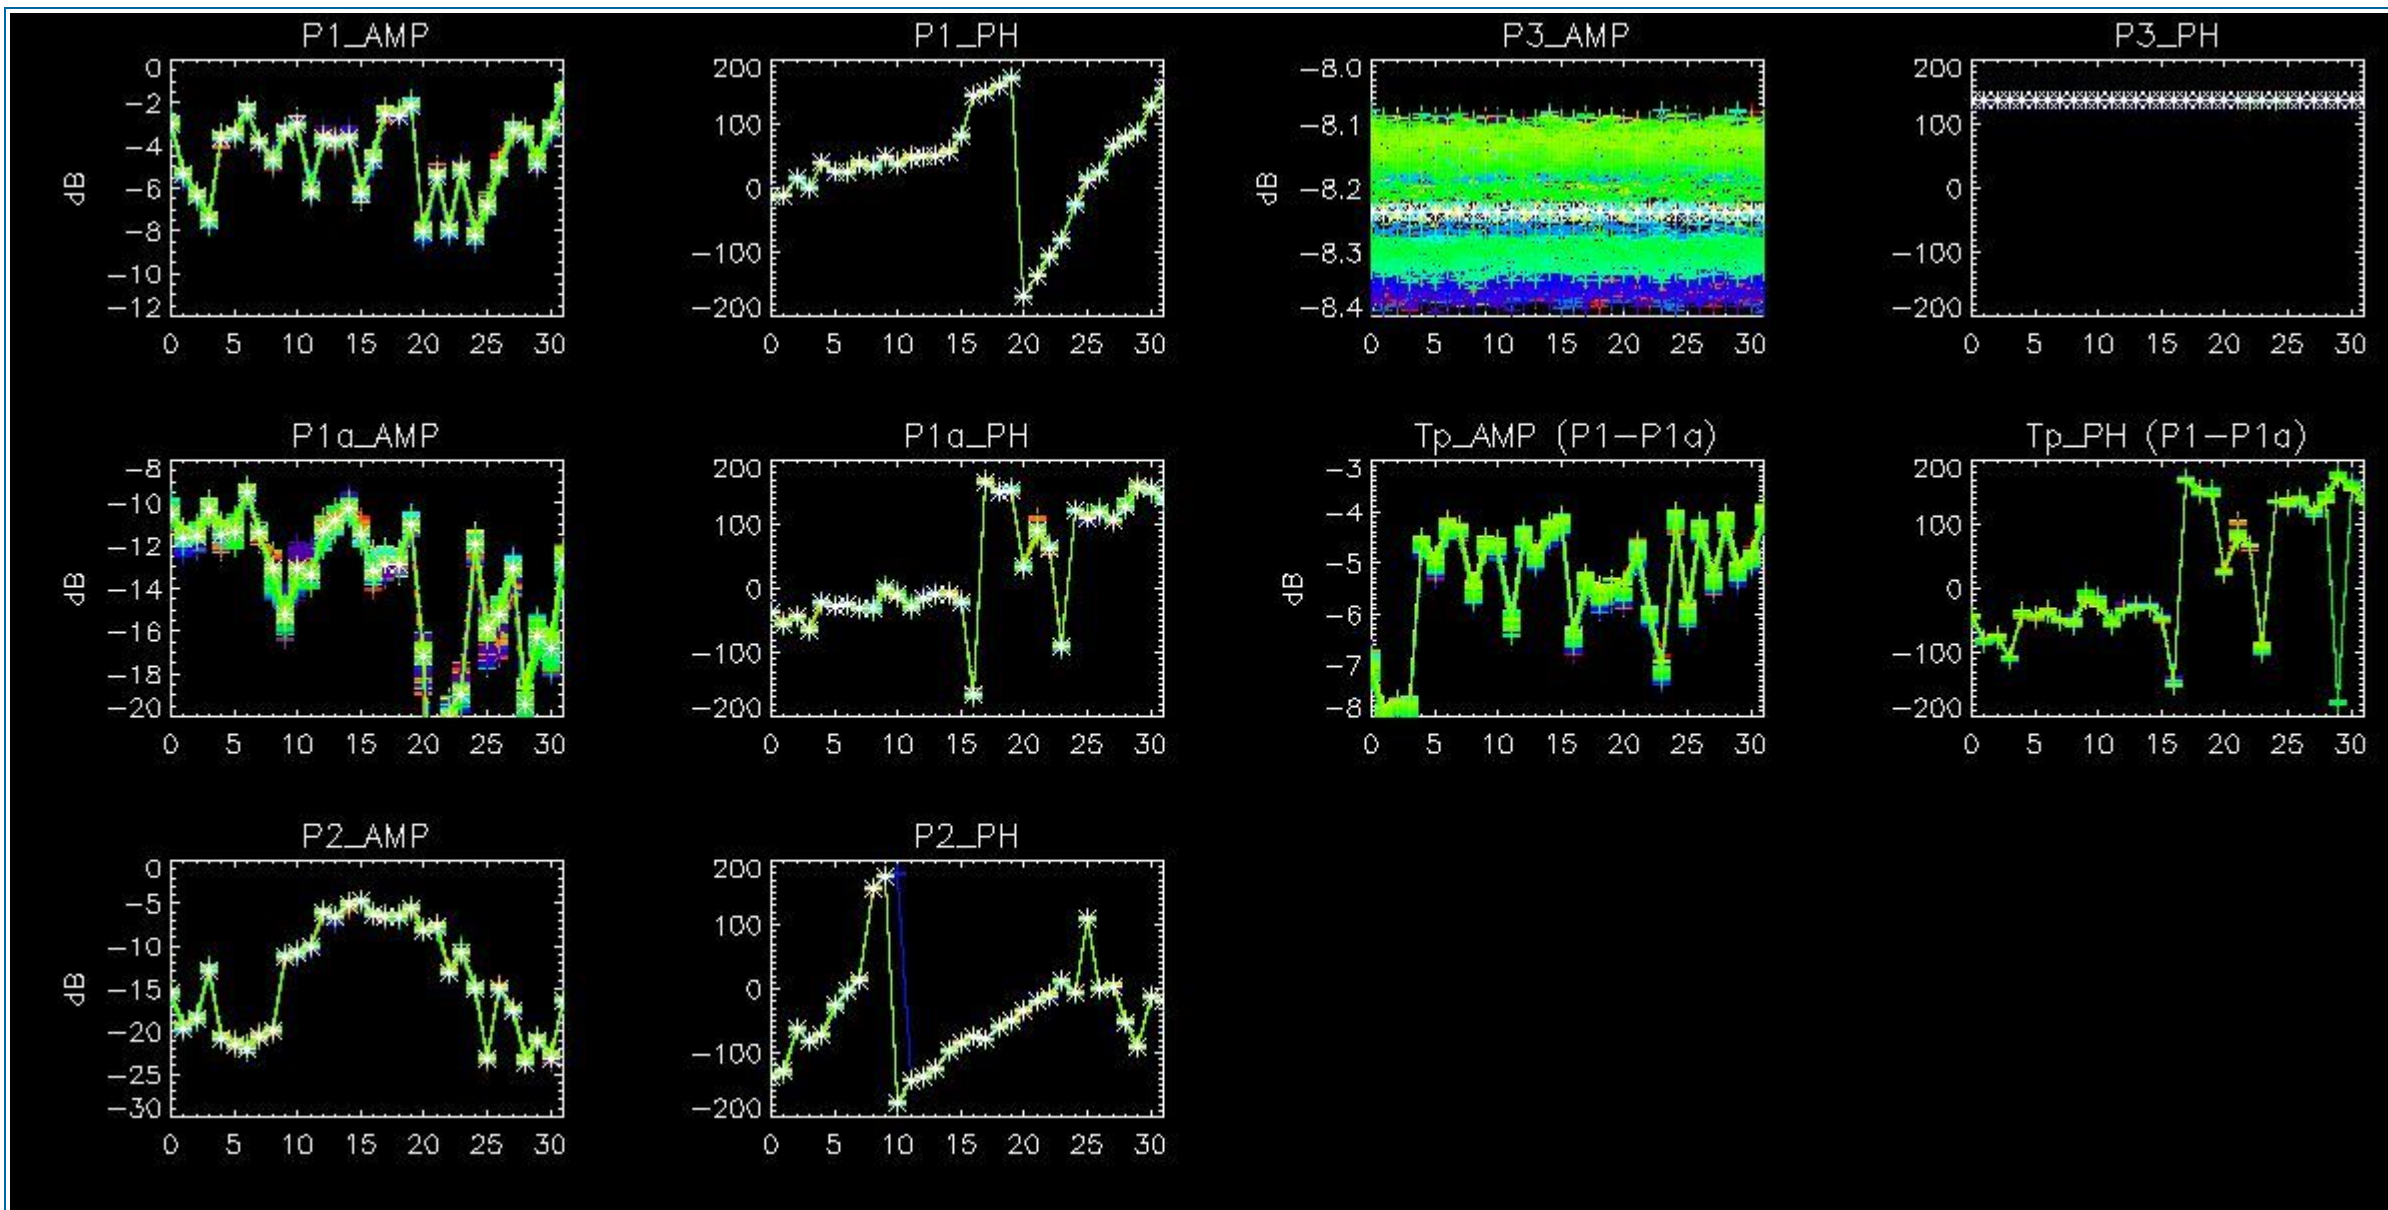 P1_AMP
0
−2
−4
−6
−8
−10
−12
dB
0 5 10 15 20 25 30
P1_PH
200
100
0
−100
−200
0 5 10 15 20 25 30
P3_AMP
−8.0
−8.1
−8.2
−8.3
−8.4
dB
0 5 10 15 20 25 30
P3_PH
200
100
0
−100
−200
0 5 10 15 20 25 30
P1a_AMP
−8
−10
−12
−14
−16
−18
−20
dB
0 5 10 15 20 25 30
P1a_PH
200
100
0
−100
−200
0 5 10 15 20 25 30
Tp_AMP (P1−P1a)
−3
−4
−5
−6
−7
−8
dB
0 5 10 15 20 25 30
Tp_PH (P1−P1a)
200
100
0
−100
−200
0 5 10 15 20 25 30
P2_AMP
0
−5
−10
−15
−20
−25
−30
dB
0 5 10 15 20 25 30
P2_PH
200
100
0
−100
−200
0 5 10 15 20 25 30